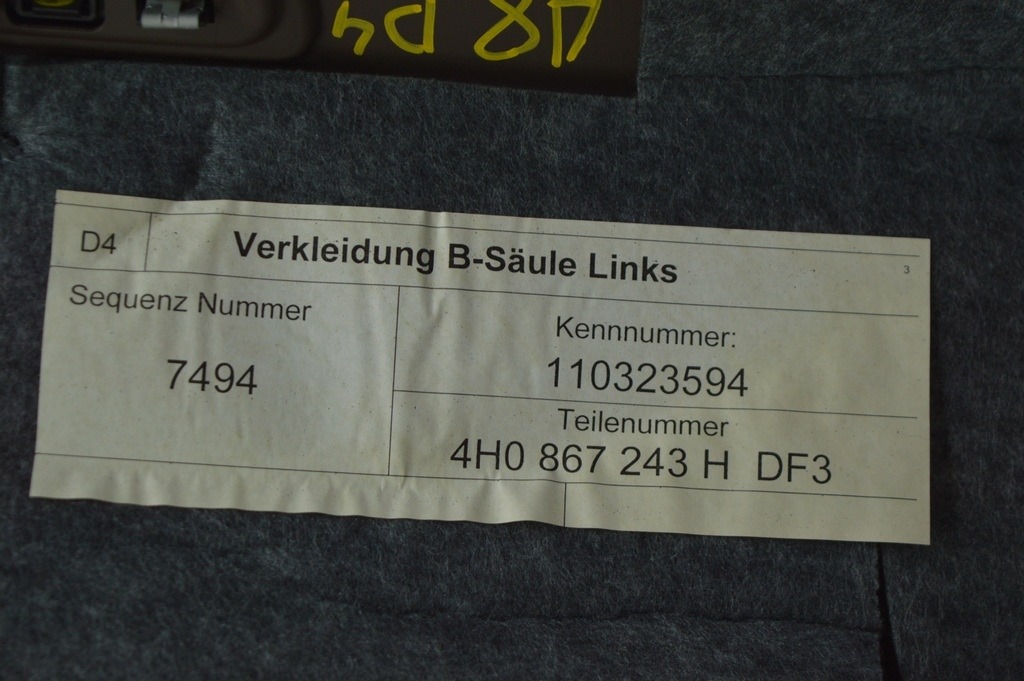 A8 D4
D4
Verkleidung B-Säule Links
3
Sequenz Nummer
7494
Kennnummer:
110323594
Teilenummer
4H0 867 243 H DF3